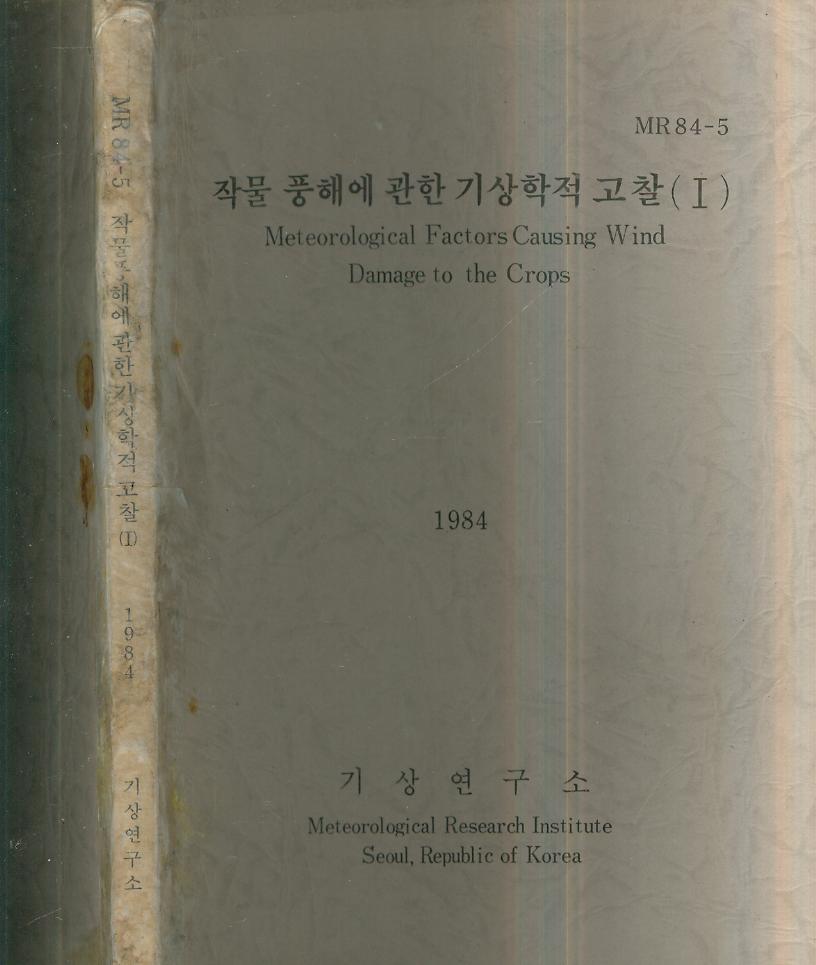 MR 84-5 작물풍해에관한기상학적고찰(I) 1984 기상연구소
MR 84-5
작물 풍해에 관한 기상학적 고찰 (I)
Meteorological Factors Causing Wind
Damage to the Crops
1984
기상연구소
Meteorological Research Institute
Seoul, Republic of Korea